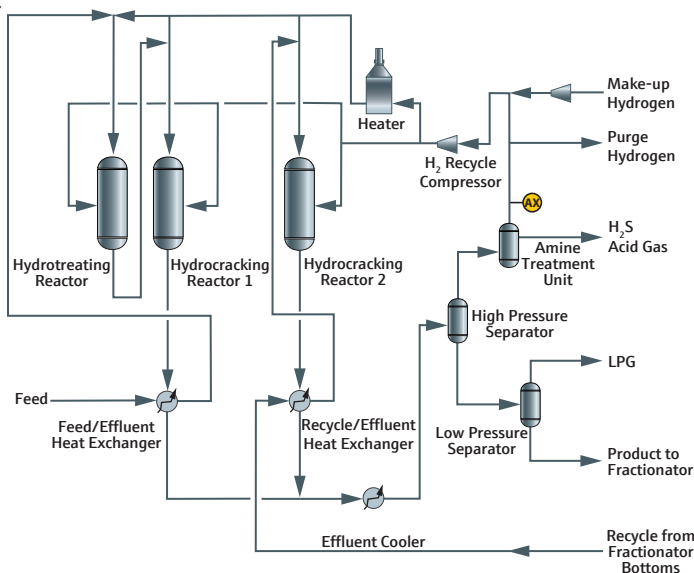 Make-up
Hydrogen
Heater
Purge
Hydrogen
H₂ Recycle
Compressor
AX
H₂S
Acid Gas
Amine
Treatment
Unit
Hydrotreating
Reactor
Hydrocracking
Reactor 1
Hydrocracking
Reactor 2
High Pressure
Separator
LPG
Feed
Feed/Effluent
Heat Exchanger
Recycle/Effluent
Heat Exchanger
Low Pressure
Separator
Product to
Fractionator
Effluent Cooler
Recycle from
Fractionator
Bottoms